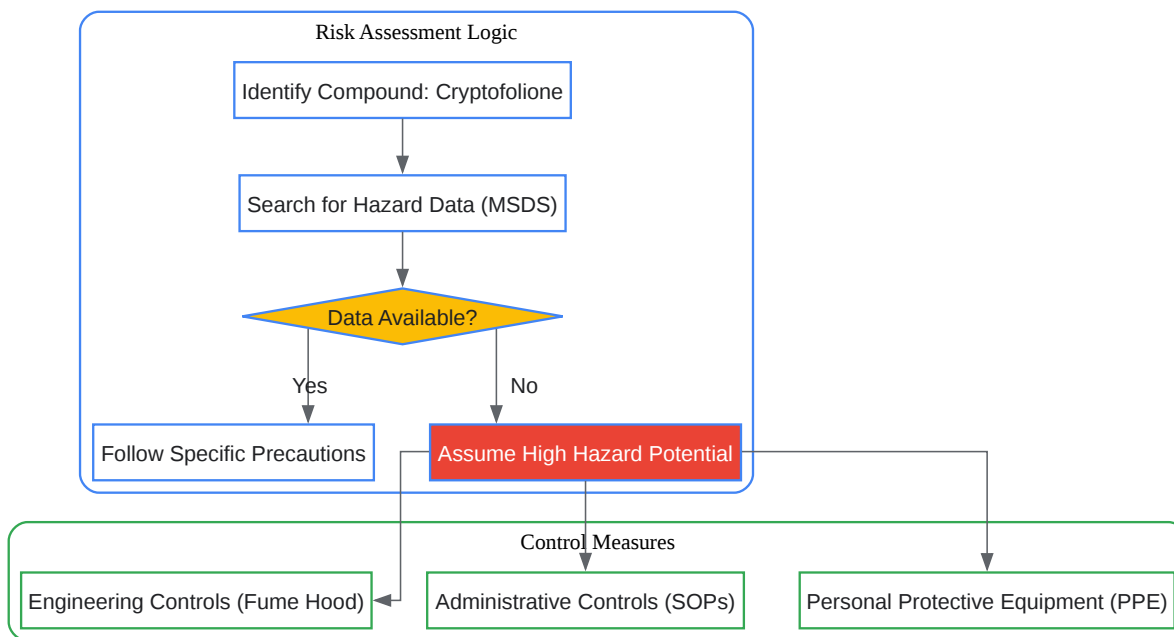 Risk Assessment Logic
Identify Compound: Cryptofolione
Search for Hazard Data (MSDS)
Data Available?
Yes
No
Follow Specific Precautions
Assume High Hazard Potential
Control Measures
Engineering Controls (Fume Hood)
Administrative Controls (SOPs)
Personal Protective Equipment (PPE)